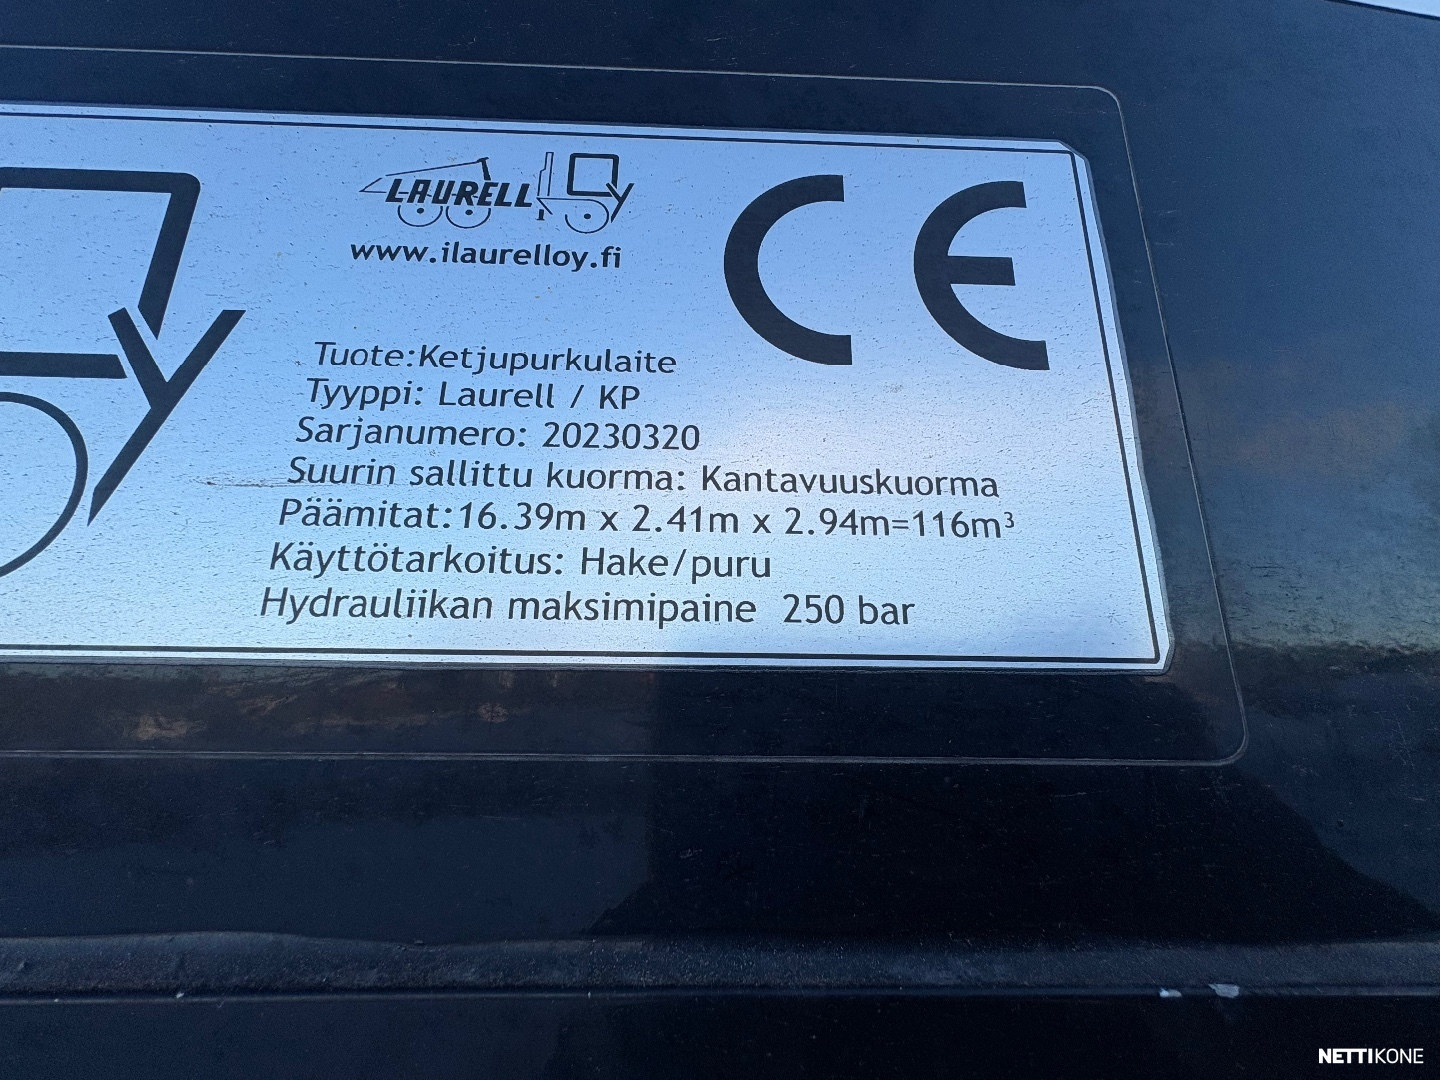 LAURELL
www.ilaurelloy.fi
CE
Tuote:Ketjupurkulaite
Tyyppi: Laurell / KP
Sarjanumero: 20230320
Suurin sallittu kuorma: Kantavuuskuorma
Päämitat:16.39m x 2.41m x 2.94m=116m³
Käyttötarkoitus: Hake/puru
Hydrauliikan maksimipaine 250 bar
NETTIKONE